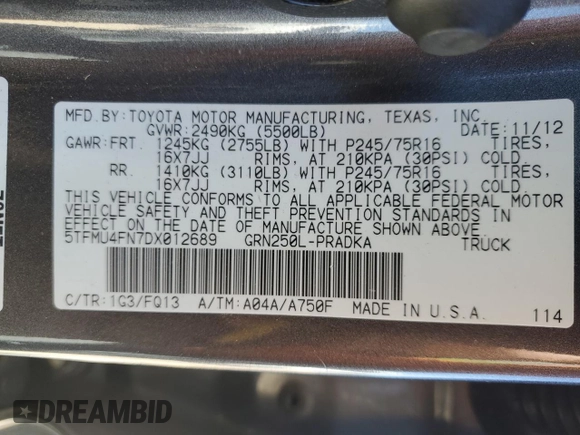 MFD.BY:TOYOTA MOTOR MANUFACTURING, TEXAS, INC.
GVWR:2490KG (5500LB) DATE:11/12
GAWR:FRT. 1245KG (2755LB) WITH P245/75R16 TIRES,
16X7JJ RIMS, AT 210KPA (30PSI) COLD.
RR. 1410KG (3110LB) WITH P245/75R16 TIRES,
16X7JJ RIMS, AT 210KPA (30PSI) COLD.
THIS VEHICLE CONFORMS TO ALL APPLICABLE FEDERAL MOTOR
VEHICLE SAFETY AND THEFT PREVENTION STANDARDS IN
EFFECT ON THE DATE OF MANUFACTURE SHOWN ABOVE.
5TFMU4FN7DX012689 GRN250L-PRADKA TRUCK
C/TR:1G3/FQ13 A/TM:A04A/A750F MADE IN U.S.A. 114
DREAMBID